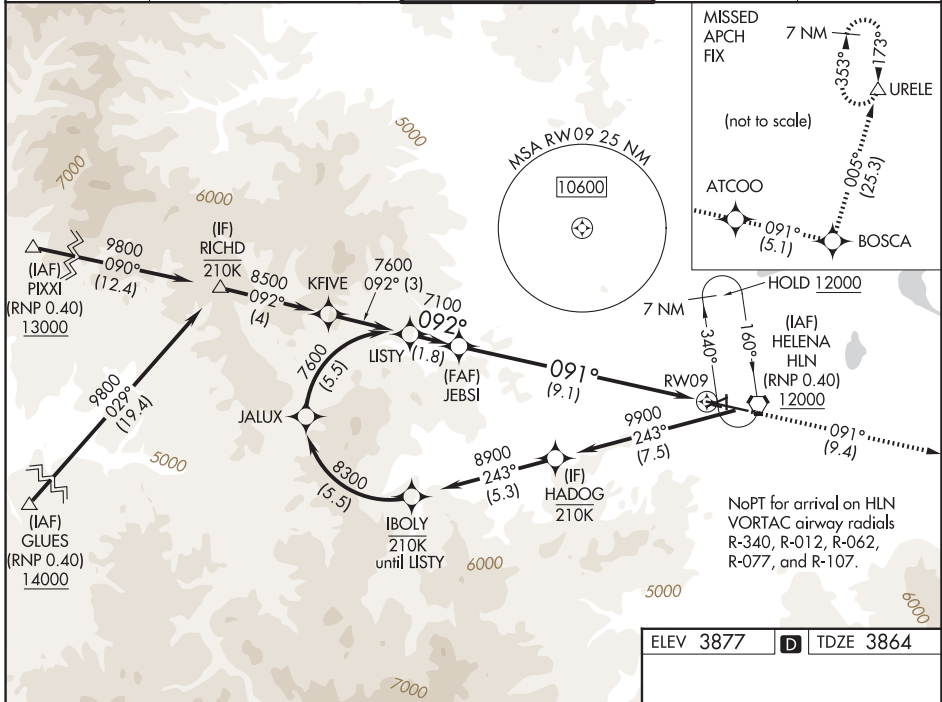 MISSED
APCH
FIX
7 NM
353°
173°
URELE
(not to scale)
005°
(25.3)
ATCOO
091°
(5.1)
BOSCA
MSA RW09 25 NM
10600
5000
7000
6000
(IAF)
PIXXI
(RNP 0.40)
13000
9800
090°
(12.4)
(IF)
RICHD
210K
8500
092°
(4)
KFIVE
7600
092° (3)
7100
092°
LISTY
(1.8)
(FAF)
JEBSI
091°
(9.1)
7 NM
HOLD 12000
340°
160°
(IAF)
HELENA
HLN
(RNP 0.40)
12000
RW09
091°
(9.4)
9800
029°
(19.4)
7600
(5.5)
JALUX
8300
(5.5)
9900
243°
(7.5)
8900
243°
(5.3)
(IF)
HADOG
210K
IBOLY
210K
until LISTY
5000
(IAF)
GLUES
(RNP 0.40)
14000
NoPT for arrival on HLN
VORTAC airway radials
R-340, R-012, R-062,
R-077, and R-107.
6000
5000
6000
7000
ELEV 3877 D TDZE 3864